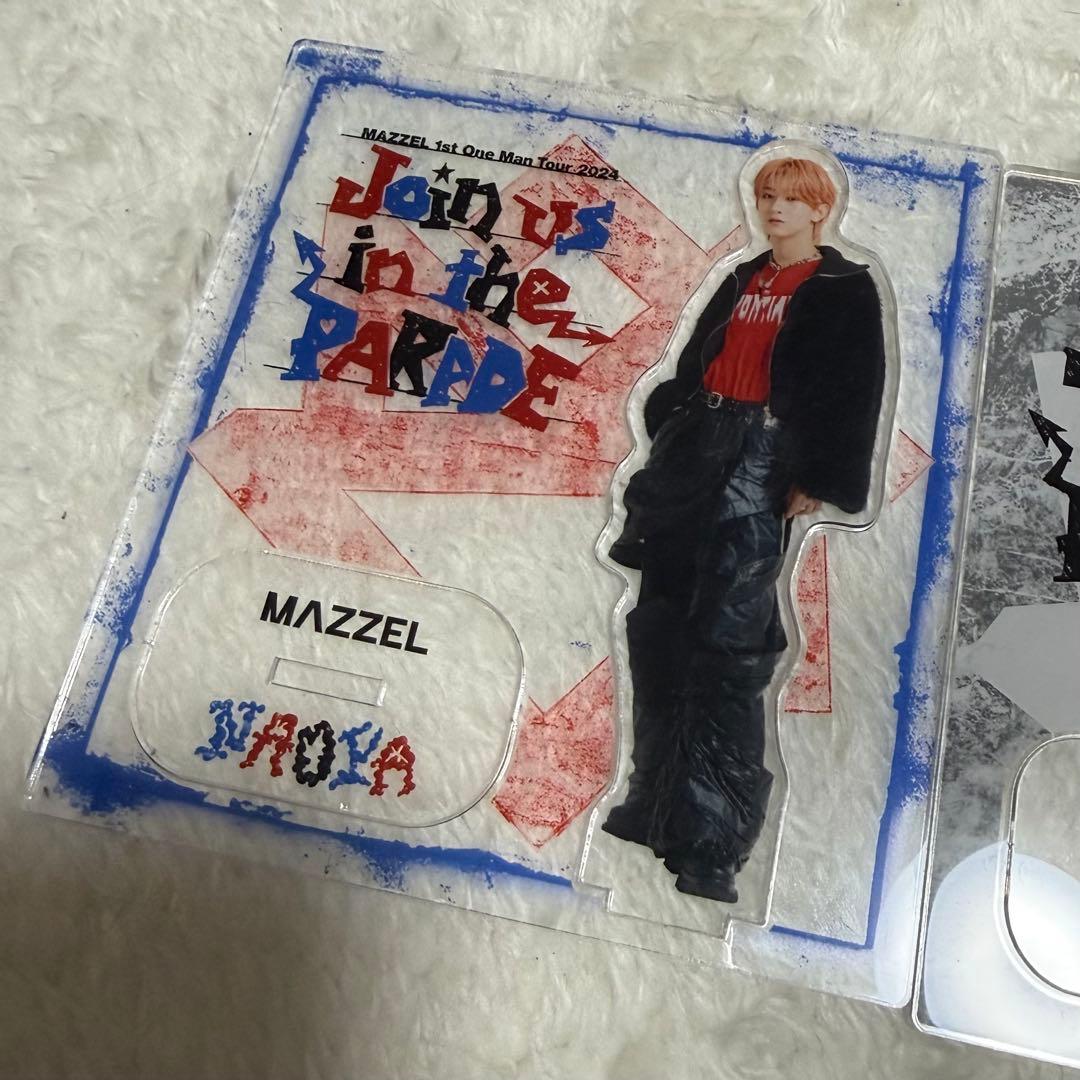 MAZZEL 1st One Man Tour 2024
Join us
in the
PARADE
MAZZEL
NAOYA